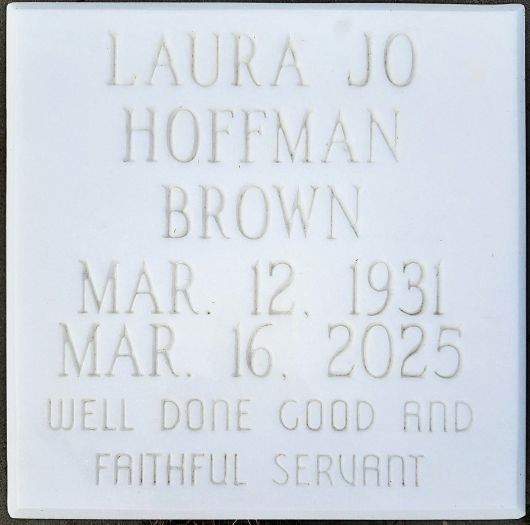 LAURA JO
HOFFMAN
BROWN
MAR. 12, 1931
MAR. 16, 2025
WELL DONE GOOD AND
FAITHFUL SERVANT